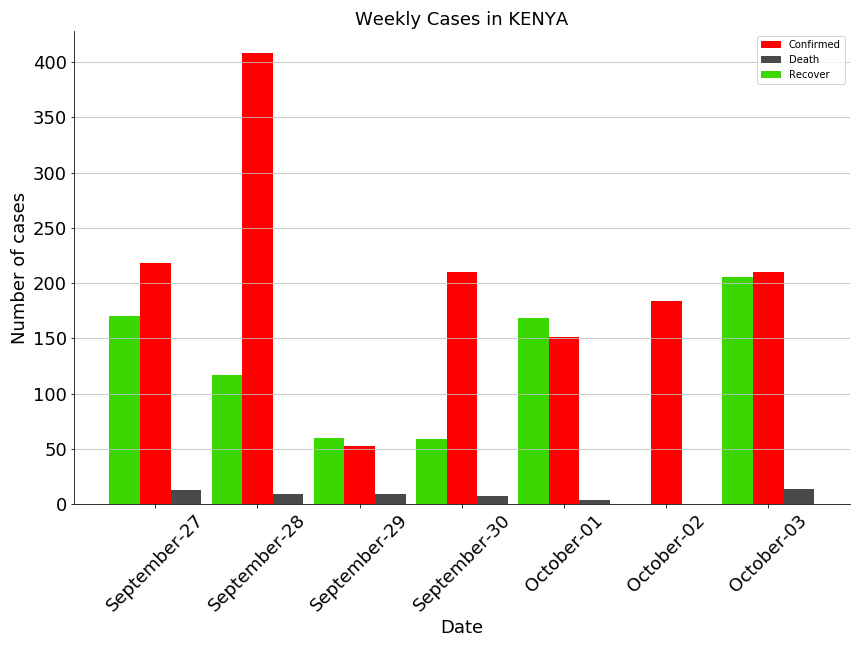 Weekly Cases in KENYA
Confirmed
Death
Recover
Number of cases
400
350
300
250
200
150
100
50
0
September-27
September-28
September-29
September-30
October-01
October-02
October-03
Date